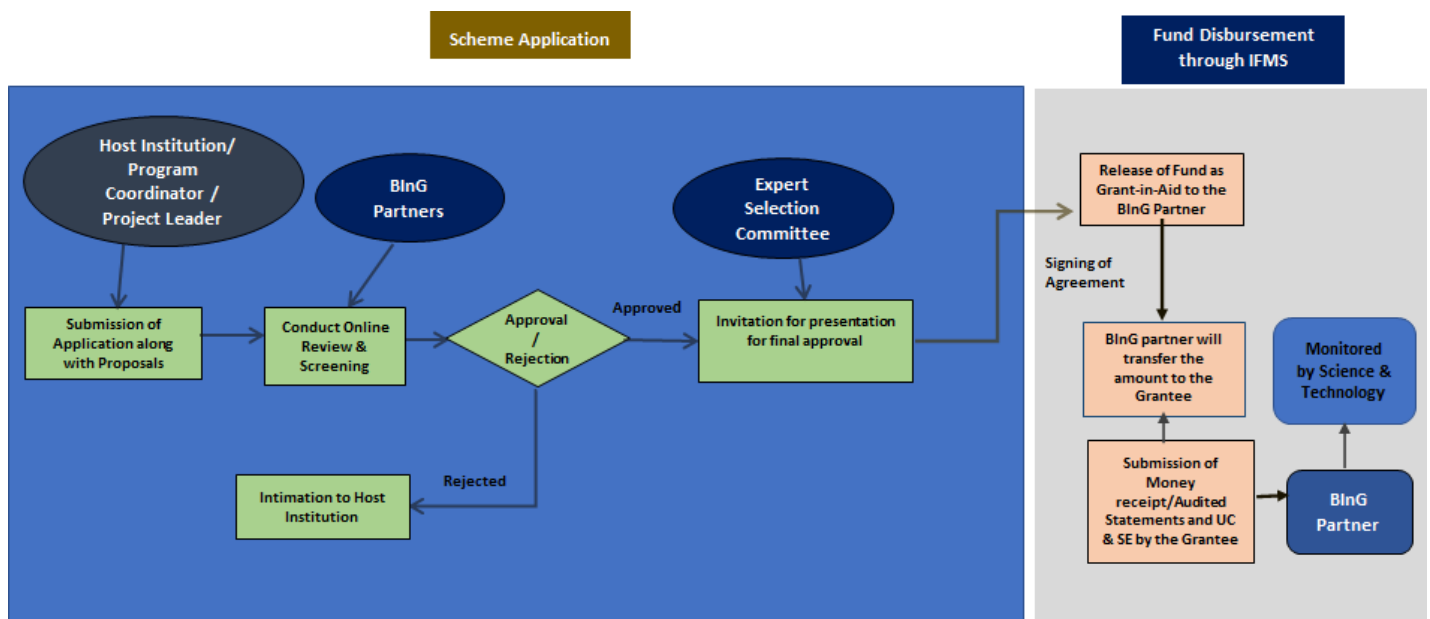 Scheme Application
Fund Disbursement
through IFMS
Host Institution/
Program
Coordinator /
Project Leader
BInG
Partners
Expert
Selection
Committee
Submission of
Application along
with Proposals
Conduct Online
Review &
Screening
Approval
/
Rejection
Approved
Invitation for presentation
for final approval
Rejected
Intimation to Host
Institution
Release of Fund as
Grant-in-Aid to the
BInG Partner
Signing of
Agreement
BInG partner will
transfer the
amount to the
Grantee
Monitored
by Science &
Technology
Submission of
Money
receipt/Audited
Statements and UC
& SE by the Grantee
BInG
Partner